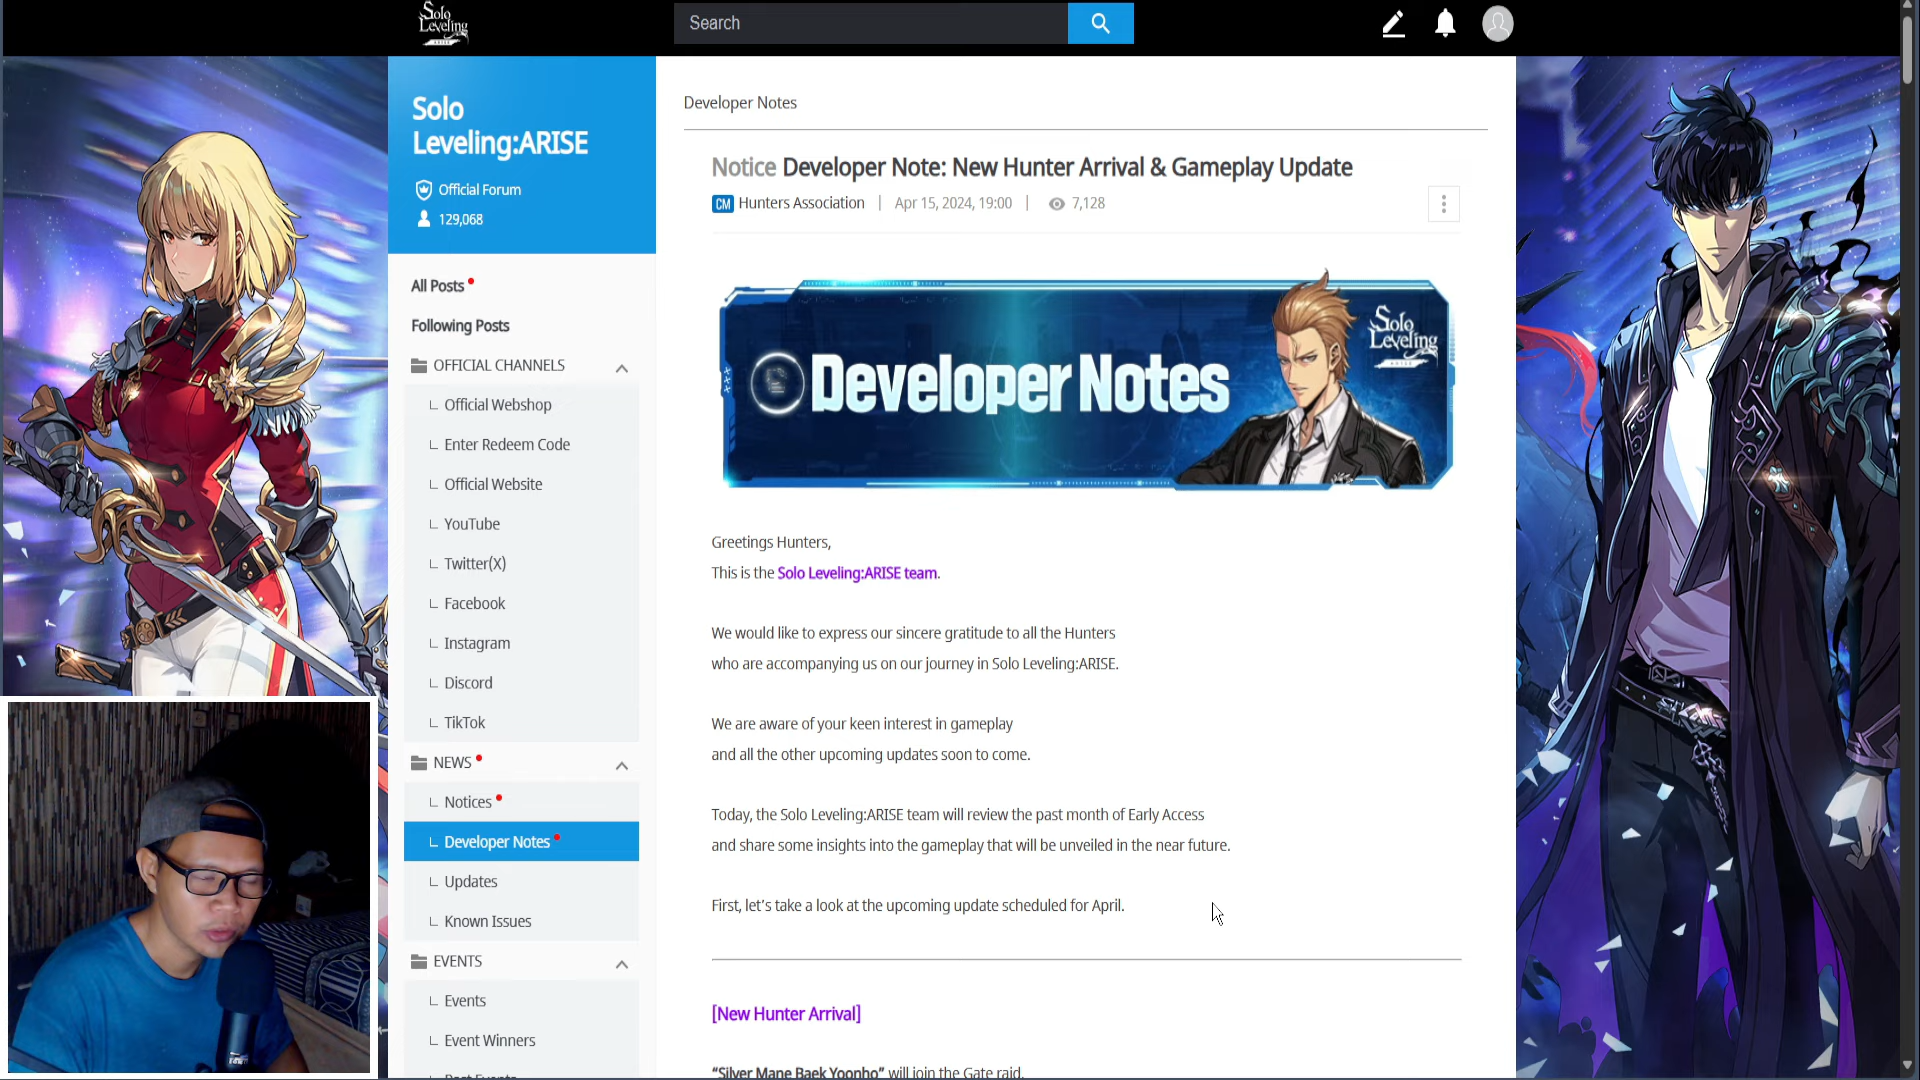 Solo
Leveling
ARISE
Search
Solo
Leveling:ARISE
Official Forum
129,068
All Posts
Following Posts
OFFICIAL CHANNELS
Official Webshop
Enter Redeem Code
Official Website
YouTube
Twitter(X)
Facebook
Instagram
Discord
TikTok
NEWS
Notices
Developer Notes
Updates
Known Issues
EVENTS
Events
Event Winners
Past Events
Developer Notes
Notice Developer Note: New Hunter Arrival & Gameplay Update
CM Hunters Association | Apr 15, 2024, 19:00 | 7,128
Developer Notes
Solo
Leveling
Greetings Hunters,
This is the Solo Leveling:ARISE team.
We would like to express our sincere gratitude to all the Hunters
who are accompanying us on our journey in Solo Leveling:ARISE.
We are aware of your keen interest in gameplay
and all the other upcoming updates soon to come.
Today, the Solo Leveling:ARISE team will review the past month of Early Access
and share some insights into the gameplay that will be unveiled in the near future.
First, let's take a look at the upcoming update scheduled for April.
[New Hunter Arrival]
“Silver Mane Baek Yoonho” will join the Gate raid.